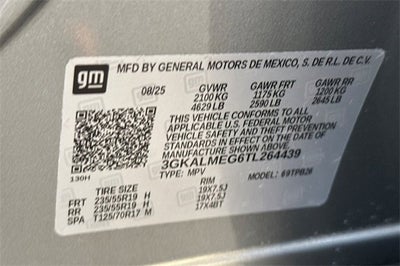 gm
MFD BY GENERAL MOTORS DE MEXICO, S. DE R.L. DE C.V.
08/25 GVWR GAWR FRT GAWR RR
2100 KG 1175 KG 1200 KG
4629 LB 2590 LB 2645 LB
THIS VEHICLE CONFORMS TO ALL
APPLICABLE U.S. FEDERAL MOTOR
VEHICLE SAFETY, BUMPER, AND
THEFT PREVENTION STANDARDS
IN EFFECT ON THE DATE OF
MANUFACTURE SHOWN ABOVE.
3GKALMEG6TL264439
TYPE: MPV MODEL: 69TPB26
130H
TIRE SIZE RIM
FRT 235/55R19 H 19X7.5J
RR 235/55R19 H 19X7.5J
SPA T125/70R17 M 17X4BT